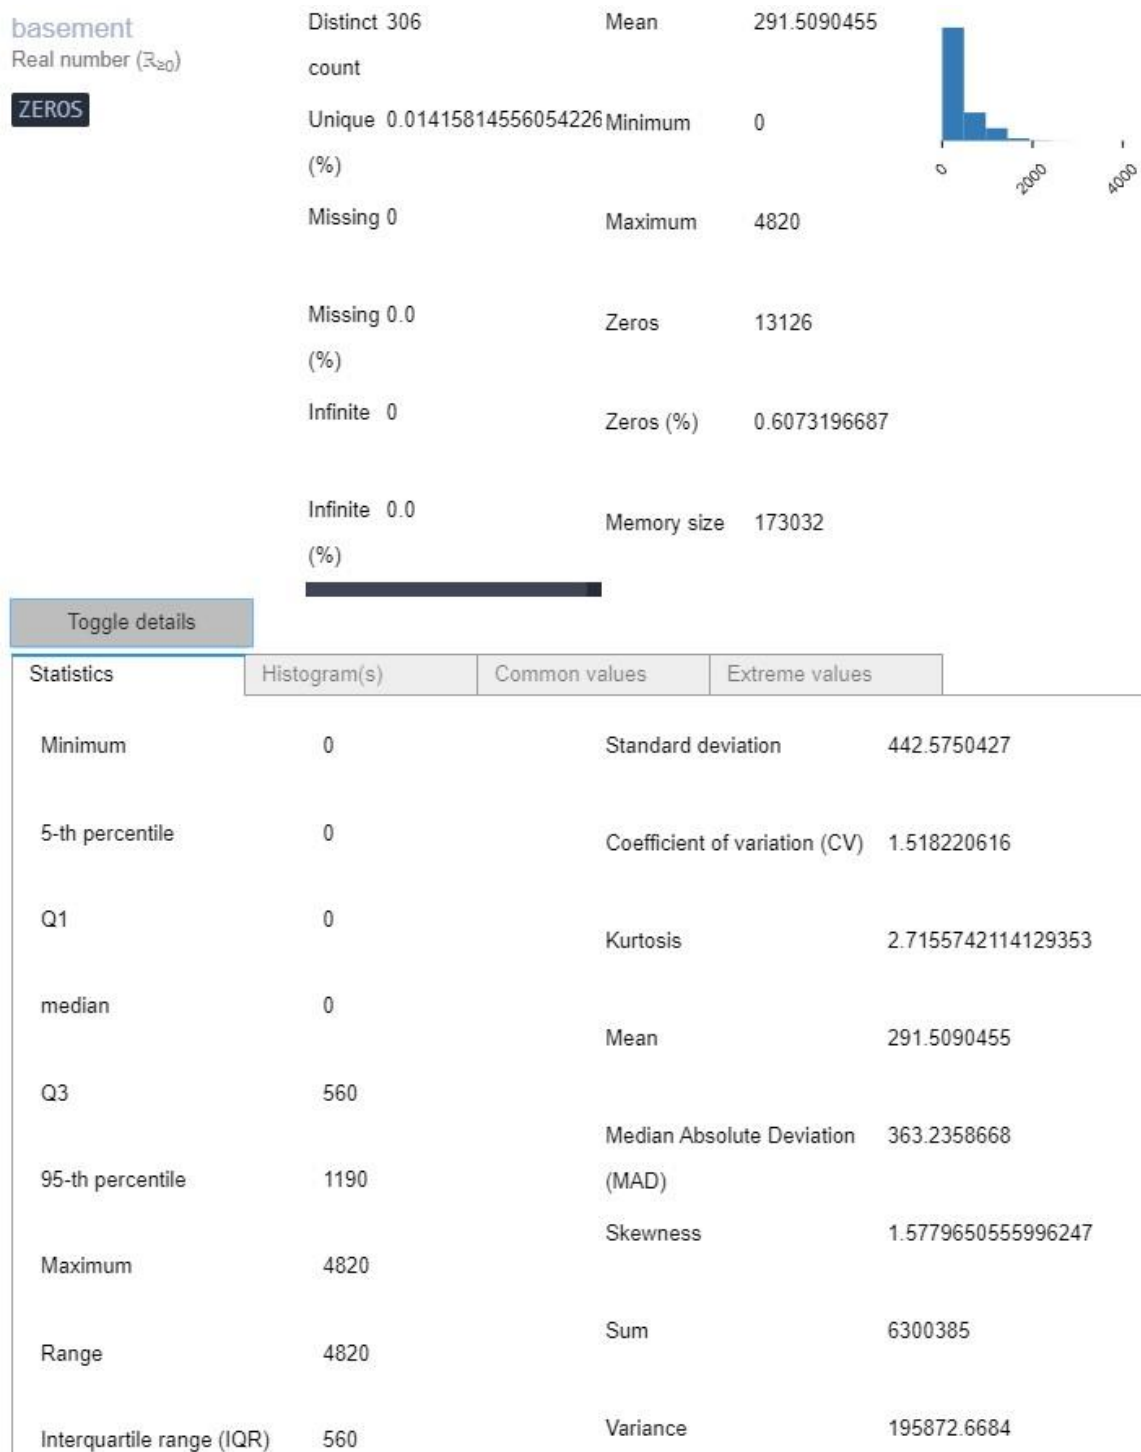 basement
Real number (ℝ≥0)
ZEROS
Distinct 306
count
Unique 0.01415814556054226
(%)
Missing 0
Missing 0.0
(%)
Infinite 0
Infinite 0.0
(%)
Mean 291.5090455
Minimum 0
Maximum 4820
Zeros 13126
Zeros (%) 0.6073196687
Memory size 173032
0
2000
4000
Toggle details
Statistics Histogram(s) Common values Extreme values
Minimum 0
5-th percentile 0
Q1 0
median 0
Q3 560
95-th percentile 1190
Maximum 4820
Range 4820
Interquartile range (IQR) 560
Standard deviation 442.5750427
Coefficient of variation (CV) 1.518220616
Kurtosis 2.7155742114129353
Mean 291.5090455
Median Absolute Deviation 363.2358668
(MAD)
Skewness 1.5779650555996247
Sum 6300385
Variance 195872.6684